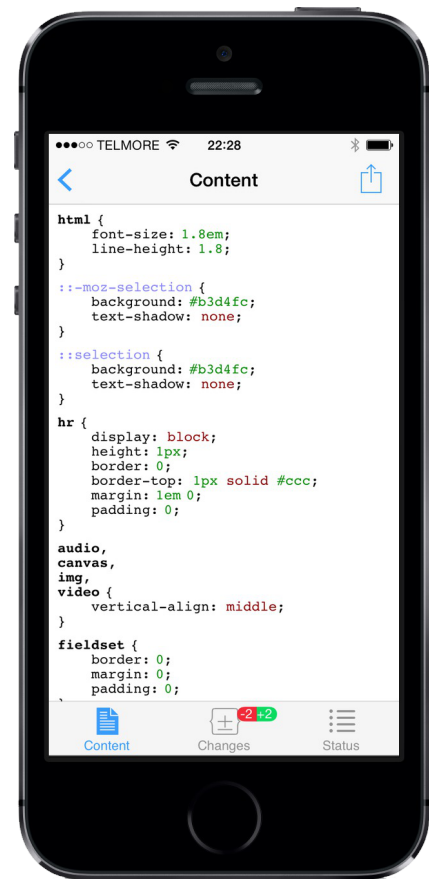 TELMORE 22:28
Content
html {
    font-size: 1.8em;
    line-height: 1.8;
}
::-moz-selection {
    background: #b3d4fc;
    text-shadow: none;
}
::selection {
    background: #b3d4fc;
    text-shadow: none;
}
hr {
    display: block;
    height: 1px;
    border: 0;
    border-top: 1px solid #ccc;
    margin: 1em 0;
    padding: 0;
}
audio,
canvas,
img,
video {
    vertical-align: middle;
}
fieldset {
    border: 0;
    margin: 0;
    padding: 0;
-2 +2
Content Changes Status